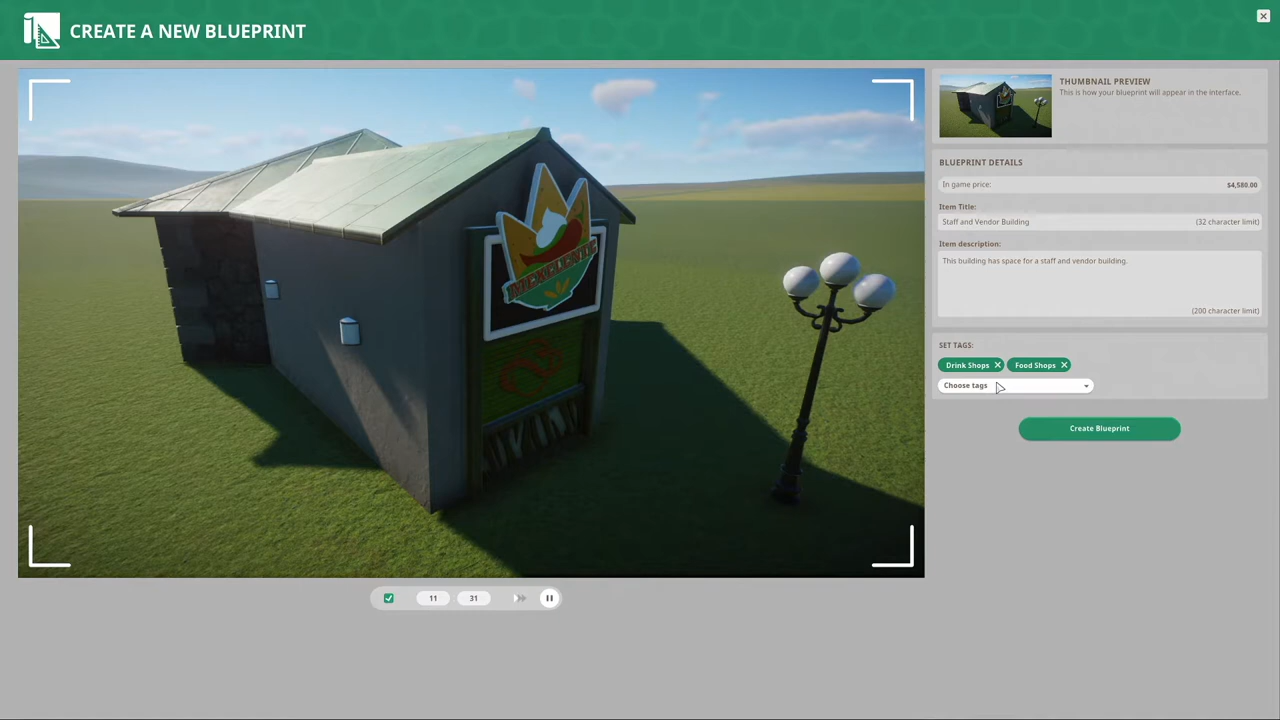 CREATE A NEW BLUEPRINT
THUMBNAIL PREVIEW
This is how your blueprint will appear in the interface.
BLUEPRINT DETAILS
In game price: $4,580.00
Item Title:
Staff and Vendor Building (32 character limit)
Item description:
This building has space for a staff and vendor building.
(200 character limit)
SET TAGS:
Drink Shops Food Shops
Choose tags
Create Blueprint
11 31